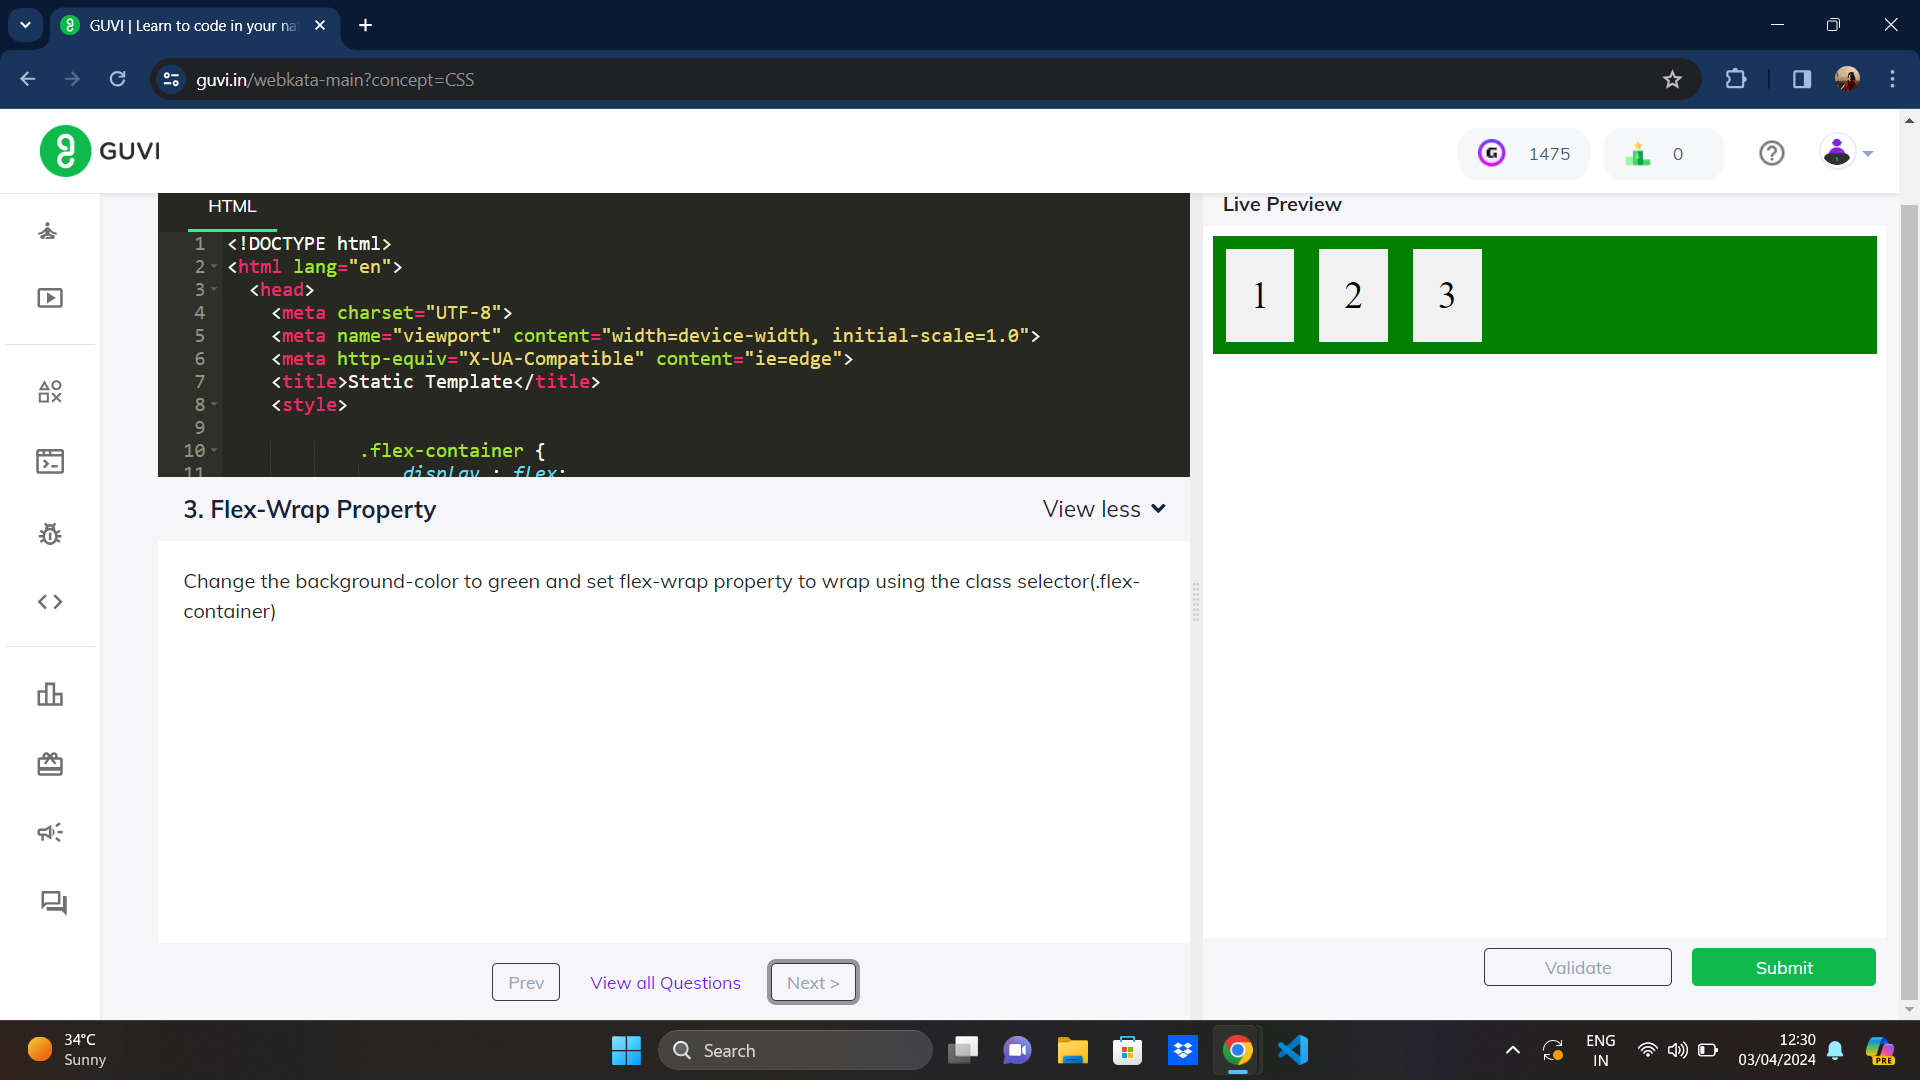 GUVI | Learn to code in your na
guvi.in/webkata-main?concept=CSS
GUVI
G
1475
0
HTML
1 <!DOCTYPE html>
2 <html lang="en">
3 <head>
4 <meta charset="UTF-8">
5 <meta name="viewport" content="width=device-width, initial-scale=1.0">
6 <meta http-equiv="X-UA-Compatible" content="ie=edge">
7 <title>Static Template</title>
8 <style>
9
10 .flex-container {
11 display : flex;
Live Preview
1 2 3
3. Flex-Wrap Property
View less
Change the background-color to green and set flex-wrap property to wrap using the class selector(.flex-
container)
Prev
View all Questions
Next >
Validate
Submit
34°C
Sunny
Search
ENG
IN
12:30
03/04/2024
PRE